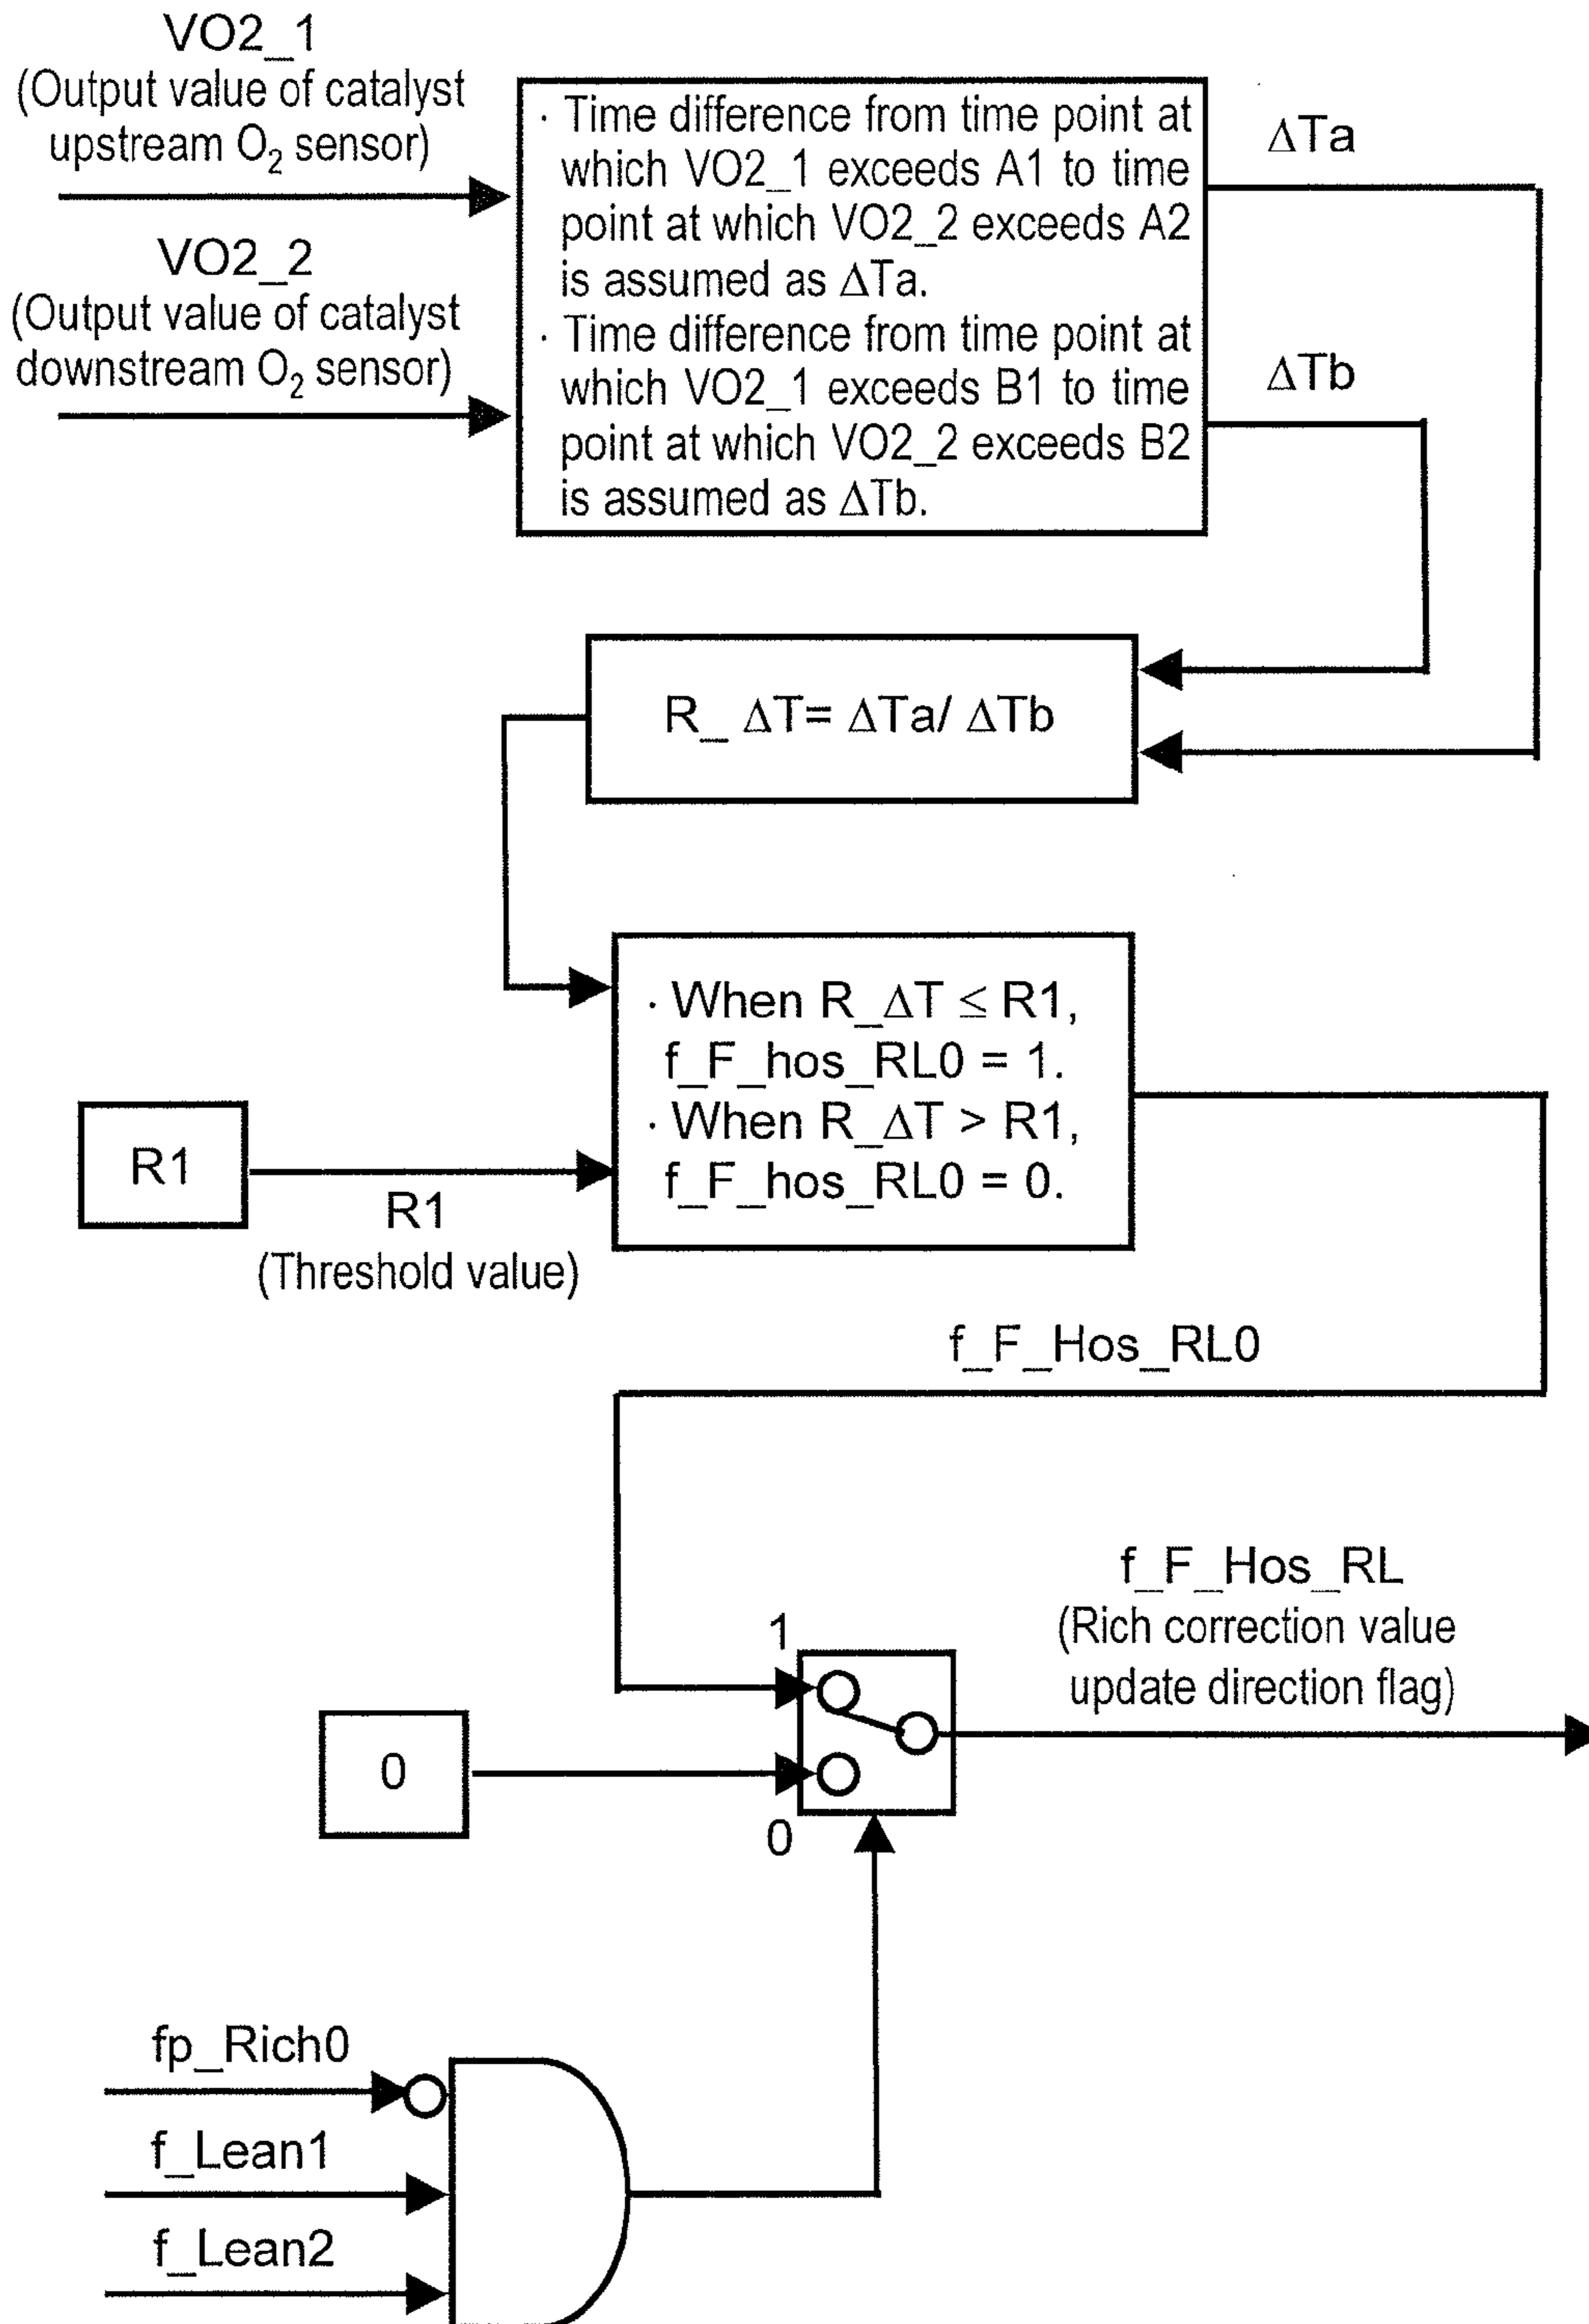 VO2_1
(Output value of catalyst
upstream O₂ sensor)
VO2_2
(Output value of catalyst
downstream O₂ sensor)
· Time difference from time point at
which VO2_1 exceeds A1 to time
point at which VO2_2 exceeds A2
is assumed as ΔTa.
· Time difference from time point at
which VO2_1 exceeds B1 to time
point at which VO2_2 exceeds B2
is assumed as ΔTb.
ΔTa
ΔTb
R_ ΔT= ΔTa/ ΔTb
· When R_ΔT ≤ R1,
f_F_hos_RL0 = 1.
· When R_ΔT > R1,
f_F_hos_RL0 = 0.
R1
R1
(Threshold value)
f_F_Hos_RL0
f_F_Hos_RL
(Rich correction value
update direction flag)
1
0
0
fp_Rich0
f_Lean1
f_Lean2